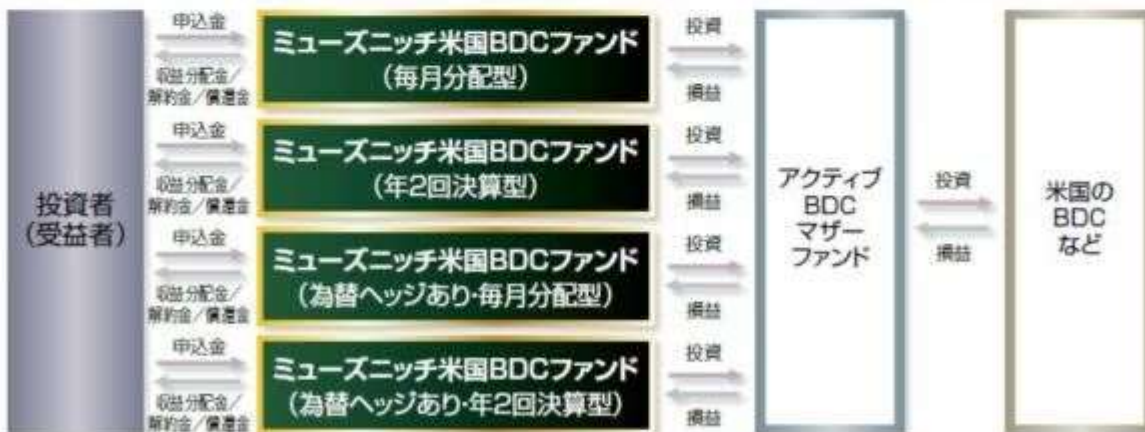 投資者
(受益者)
申込金
収益分配金/
解約金/償還金
ミューズニッチ米国BDCファンド
(毎月分配型)
投資
損益
申込金
収益分配金/
解約金/償還金
ミューズニッチ米国BDCファンド
(年2回決算型)
投資
損益
申込金
収益分配金/
解約金/償還金
ミューズニッチ米国BDCファンド
(為替ヘッジあり・毎月分配型)
投資
損益
申込金
収益分配金/
解約金/償還金
ミューズニッチ米国BDCファンド
(為替ヘッジあり・年2回決算型)
投資
損益
アクティブ
BDC
マザー
ファンド
投資
損益
米国の
BDC
など